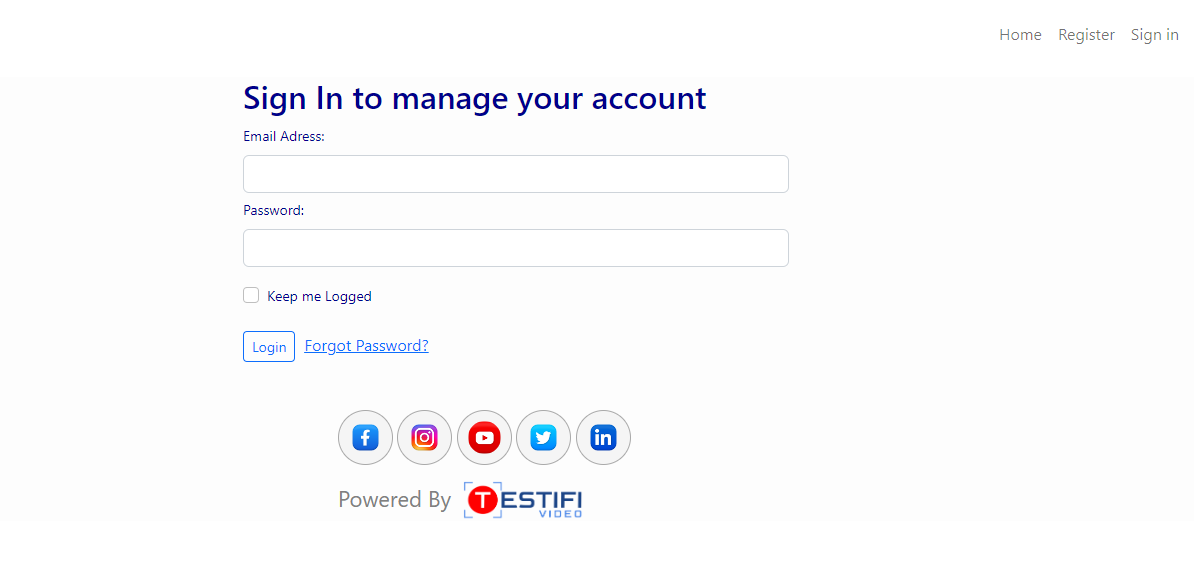 Home Register Sign in
Sign In to manage your account
Email Adress:
Password:
Keep me Logged
Login Forgot Password?
Powered By TESTIFI
VIDEO